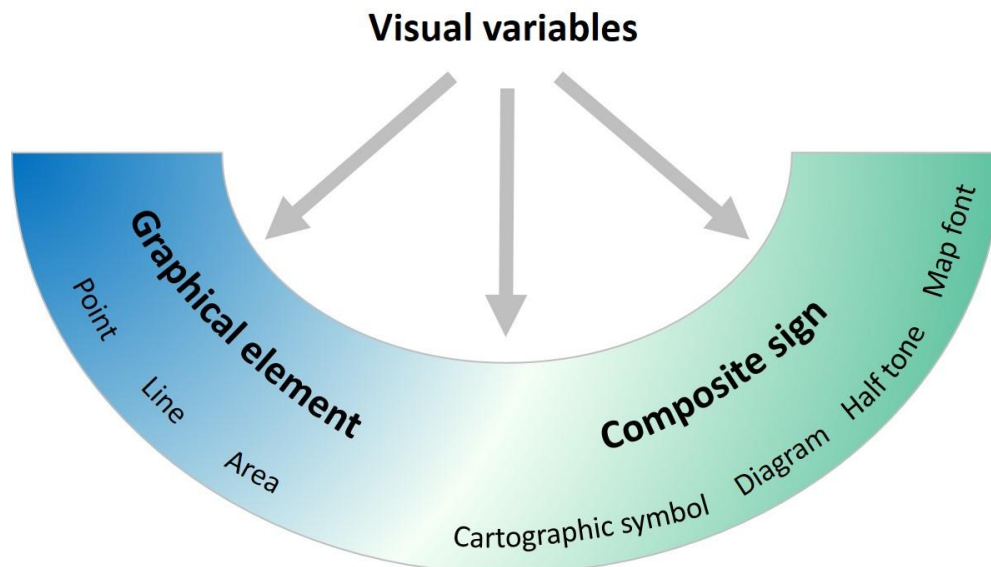 Visual variables
Graphical element
Point
Line
Area
Composite sign
Cartographic symbol
Diagram
Half tone
Map font